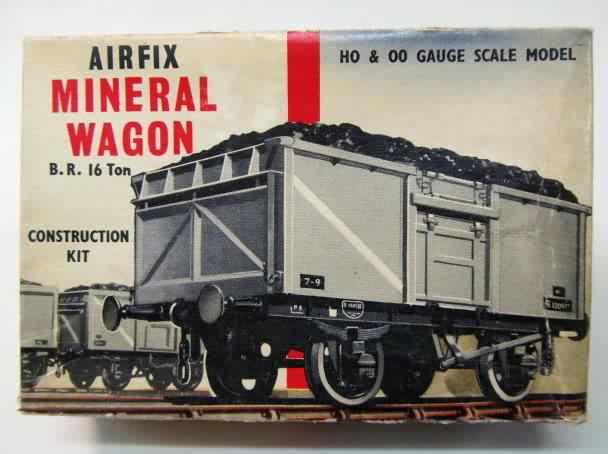 AIRFIX
MINERAL
WAGON
B.R. 16 Ton
HO & OO GAUGE SCALE MODEL
CONSTRUCTION
KIT
7-9